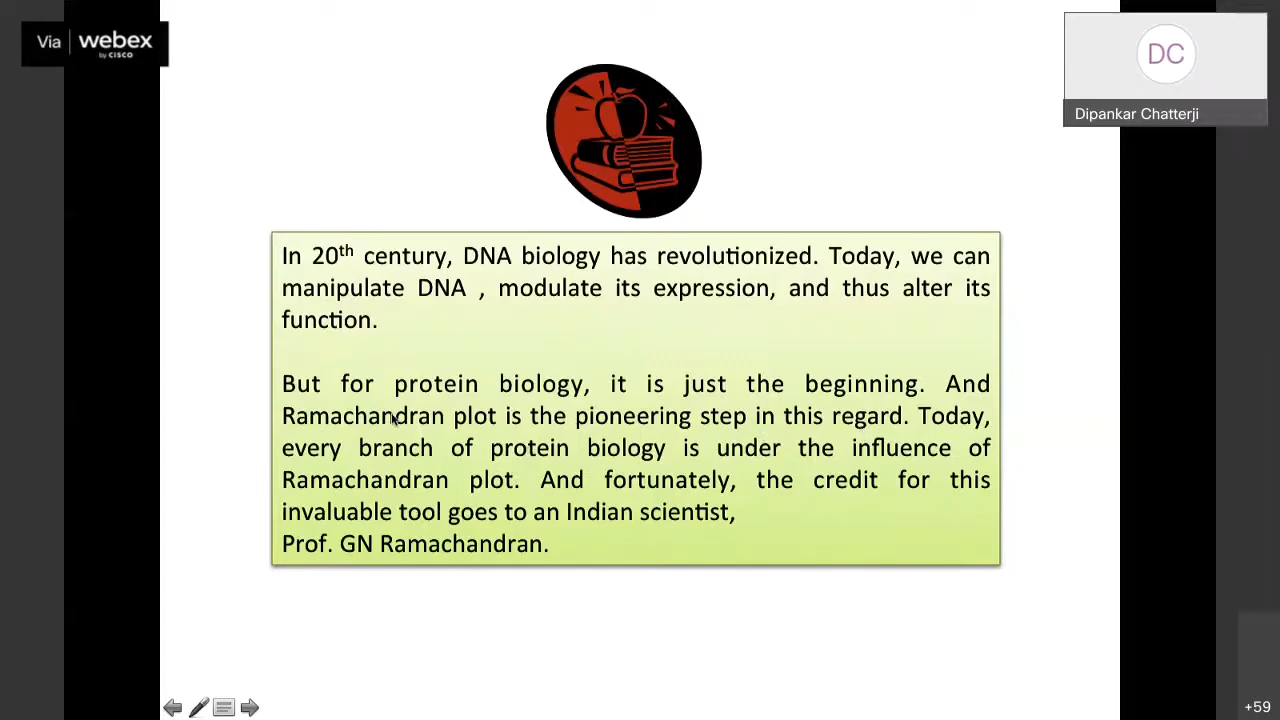 Via webex
by CISCO
DC
Dipankar Chatterji
In 20th century, DNA biology has revolutionized. Today, we can
manipulate DNA , modulate its expression, and thus alter its
function.
But for protein biology, it is just the beginning. And
Ramachandran plot is the pioneering step in this regard. Today,
every branch of protein biology is under the influence of
Ramachandran plot. And fortunately, the credit for this
invaluable tool goes to an Indian scientist,
Prof. GN Ramachandran.
+59